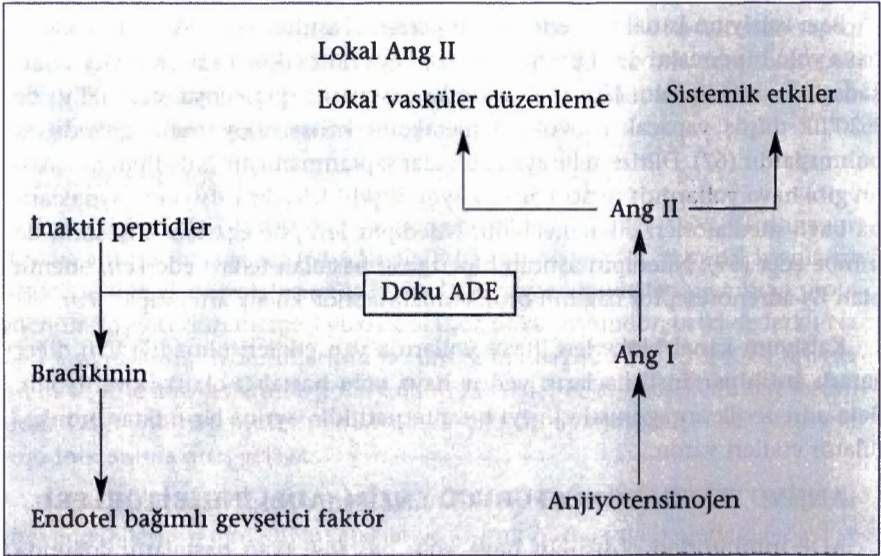 Lokal Ang II
Lokal vasküler düzenleme
Sistemik etkiler
İnaktif peptidler
Ang II
Doku ADE
Bradikinin
Ang I
Endotel bağımlı gevşetici faktör
Anjiyotensinojen